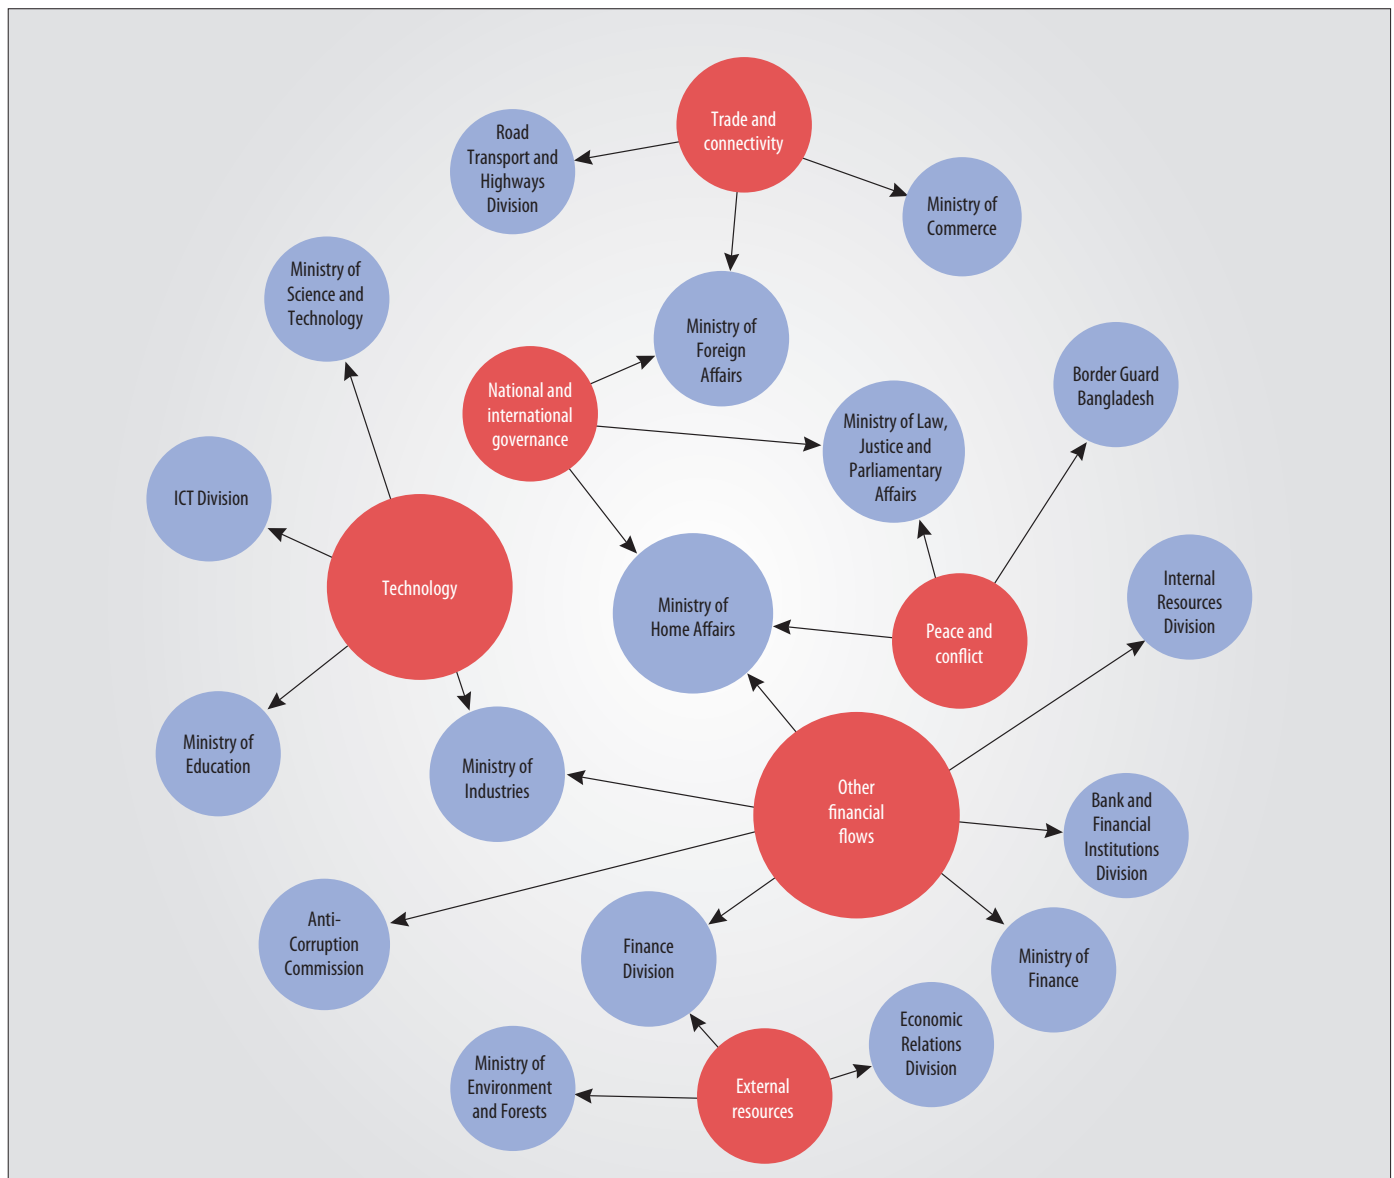 Trade and
connectivity
Road
Transport and
Highways
Division
Ministry of
Commerce
Ministry of
Science and
Technology
Ministry of
Foreign
Affairs
Border Guard
Bangladesh
National and
international
governance
Ministry of Law,
Justice and
Parliamentary
Affairs
ICT Division
Technology
Ministry of
Home Affairs
Internal
Resources
Division
Peace and
conflict
Ministry of
Education
Ministry of
Industries
Other
financial
flows
Bank and
Financial
Institutions
Division
Anti-
Corruption
Commission
Finance
Division
Ministry of
Finance
Economic
Relations
Division
Ministry of
Environment
and Forests
External
resources